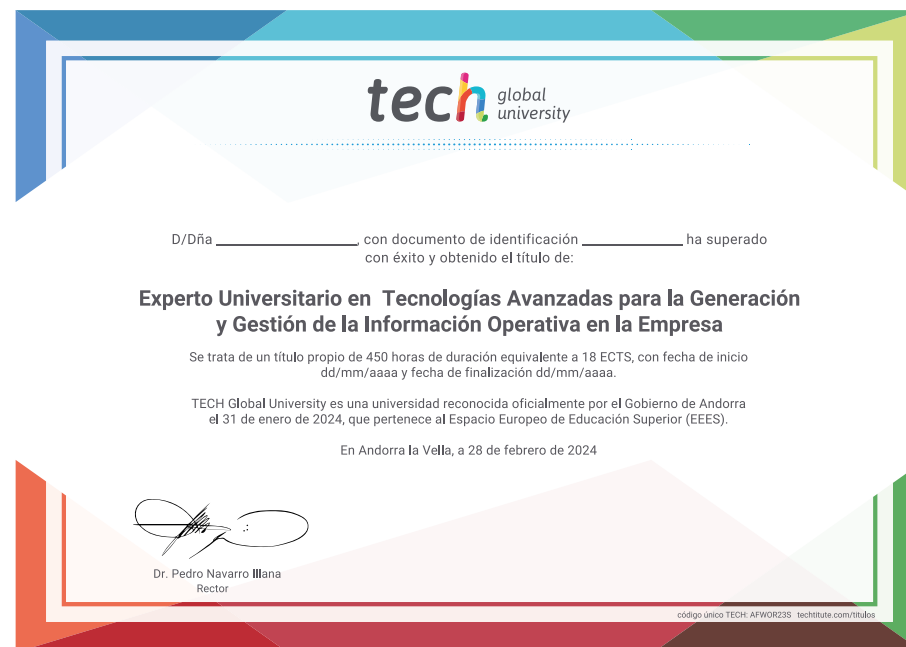 tech global university
D/Dña ____________________, con documento de identificación ______________ ha superado
con éxito y obtenido el título de:
Experto Universitario en Tecnologías Avanzadas para la Generación
y Gestión de la Información Operativa en la Empresa
Se trata de un título propio de 450 horas de duración equivalente a 18 ECTS, con fecha de inicio
dd/mm/aaaa y fecha de finalización dd/mm/aaaa.
TECH Global University es una universidad reconocida oficialmente por el Gobierno de Andorra
el 31 de enero de 2024, que pertenece al Espacio Europeo de Educación Superior (EEES).
En Andorra la Vella, a 28 de febrero de 2024
Dr. Pedro Navarro Illana
Rector
código único TECH: AFWOR23S techtitute.com/titulos